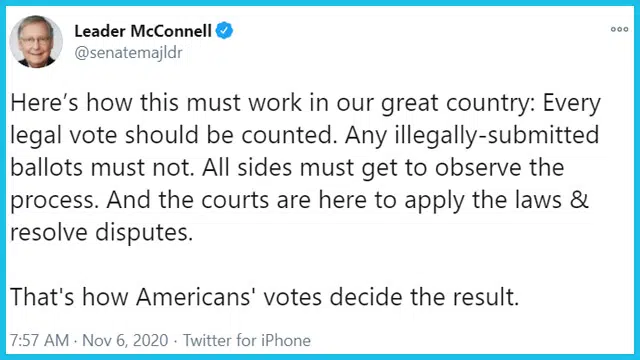 Leader McConnell
@senatemajldr
Here’s how this must work in our great country: Every
legal vote should be counted. Any illegally-submitted
ballots must not. All sides must get to observe the
process. And the courts are here to apply the laws &
resolve disputes.
That's how Americans' votes decide the result.
7:57 AM · Nov 6, 2020 · Twitter for iPhone